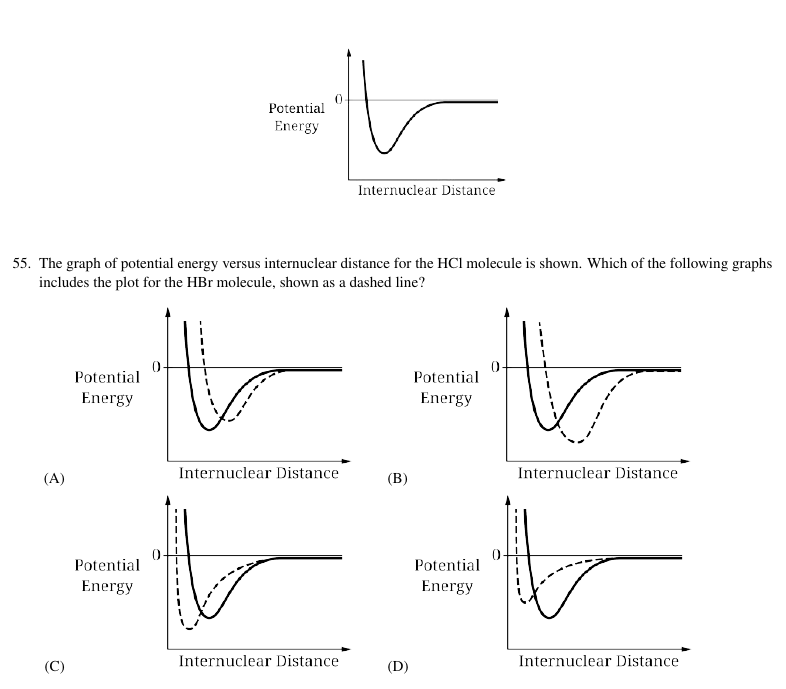 0
Potential
Energy
Internuclear Distance
55. The graph of potential energy versus internuclear distance for the HCl molecule is shown. Which of the following graphs
includes the plot for the HBr molecule, shown as a dashed line?
0
Potential
Energy
Internuclear Distance
(A)
0
Potential
Energy
Internuclear Distance
(B)
0
Potential
Energy
Internuclear Distance
(C)
0
Potential
Energy
Internuclear Distance
(D)